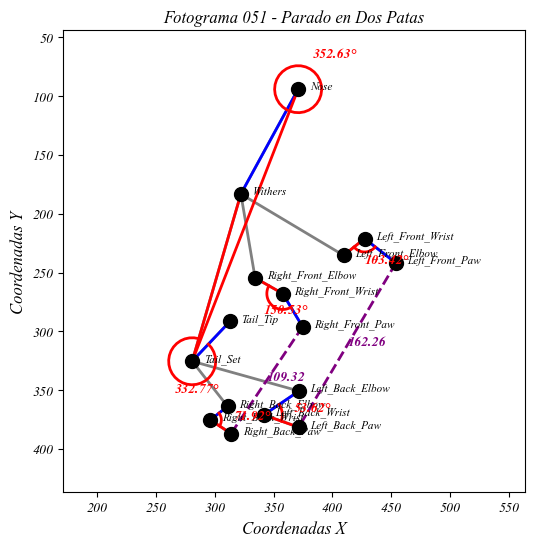 Fotograma 051 - Parado en Dos Patas
352.63°
Nose
Withers
Left_Front_Wrist
Left_Front_Elbow
Left_Front_Paw
Right_Front_Elbow
Right_Front_Wrist
Tail_Tip
Right_Front_Paw
162.26
Tail_Set
109.32
332.77°
Left_Back_Elbow
Right_Back_Elbow
Left_Back_Wrist
Left_Back_Paw
Right_Back_Paw
50
100
150
200
250
300
350
400
200
250
300
350
400
450
500
550
Coordenadas X
Coordenadas Y